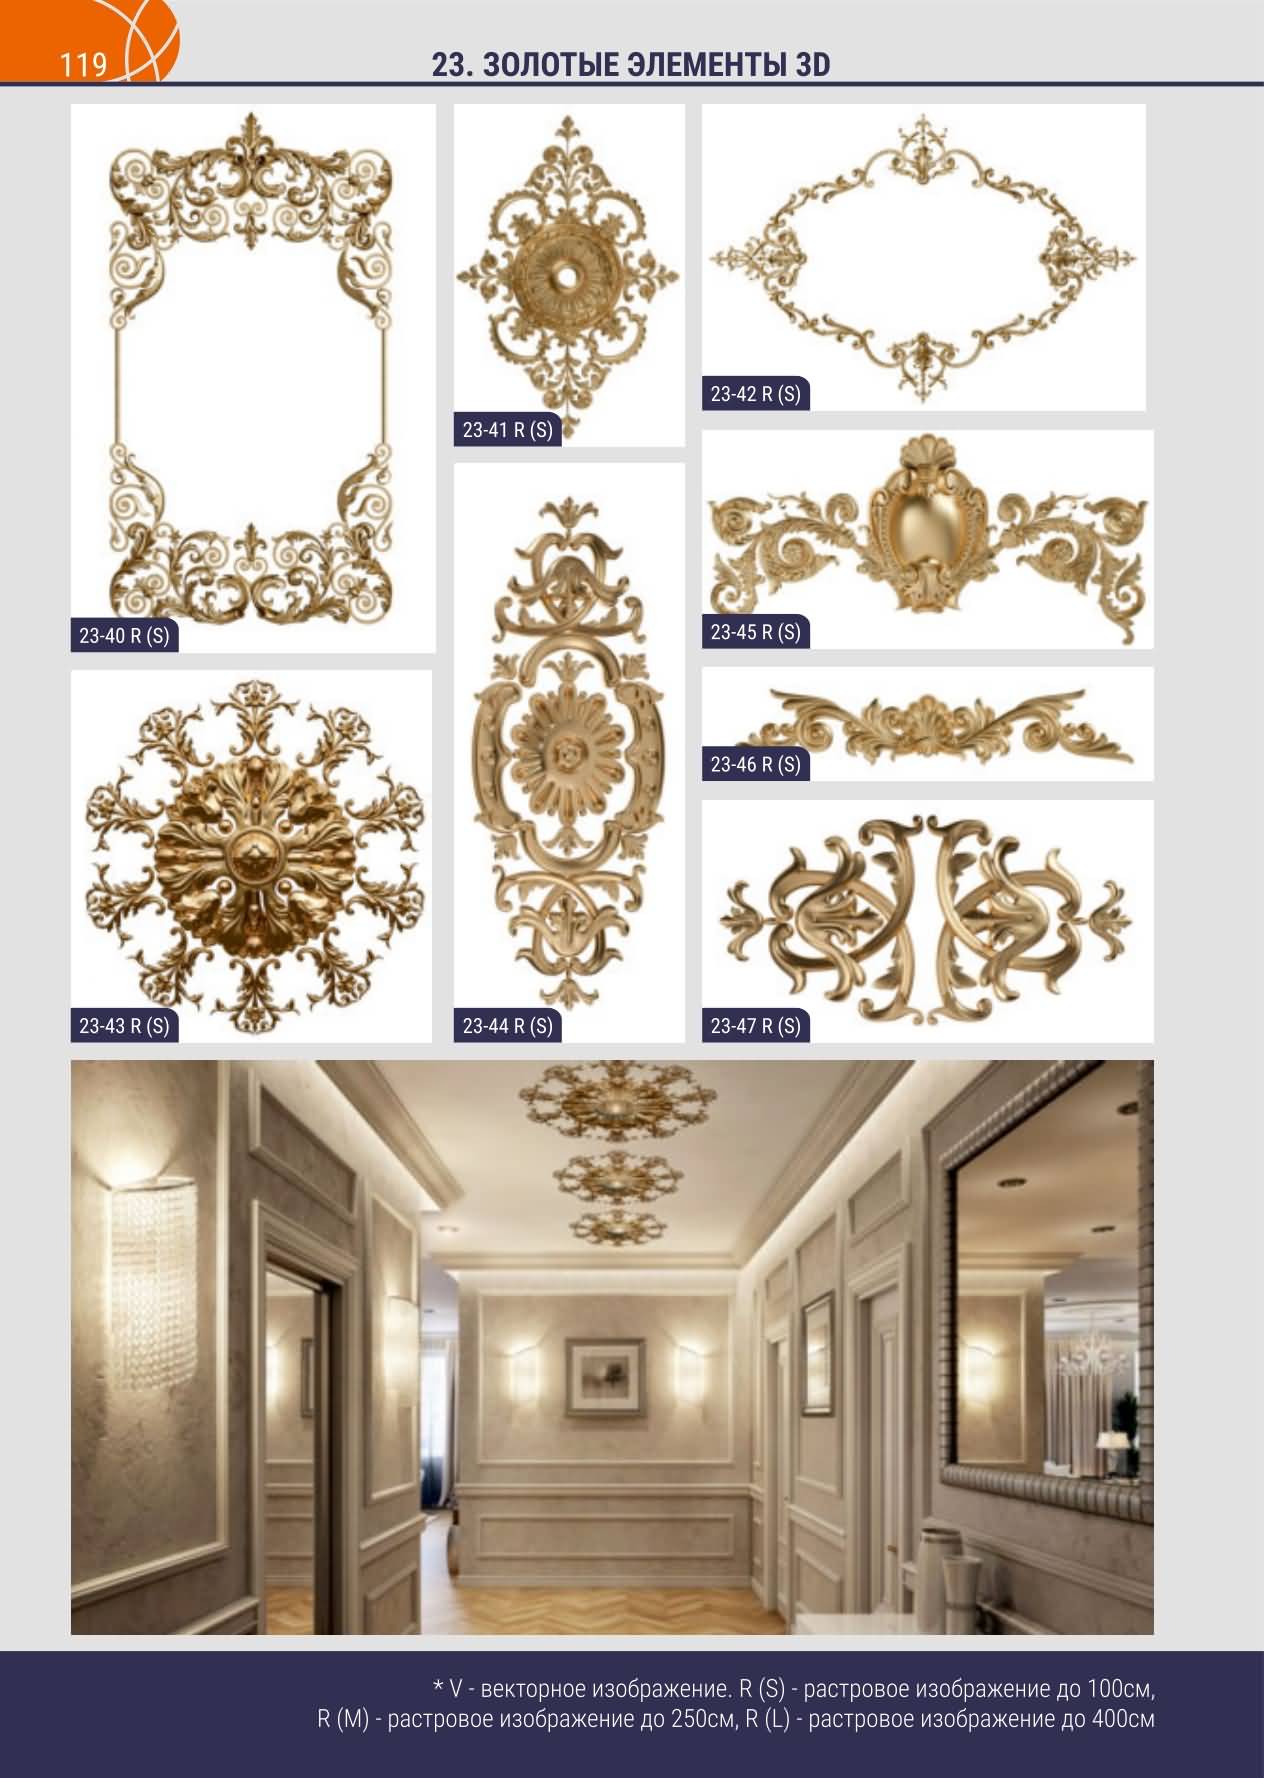 119
23. ЗОЛОТЫЕ ЭЛЕМЕНТЫ 3D
23-40 R (S)
23-41 R (S)
23-42 R (S)
23-45 R (S)
23-46 R (S)
23-43 R (S)
23-44 R (S)
23-47 R (S)
* V - векторное изображение. R (S) - растровое изображение до 100см,
R (M) - растровое изображение до 250см, R (L) - растровое изображение до 400см